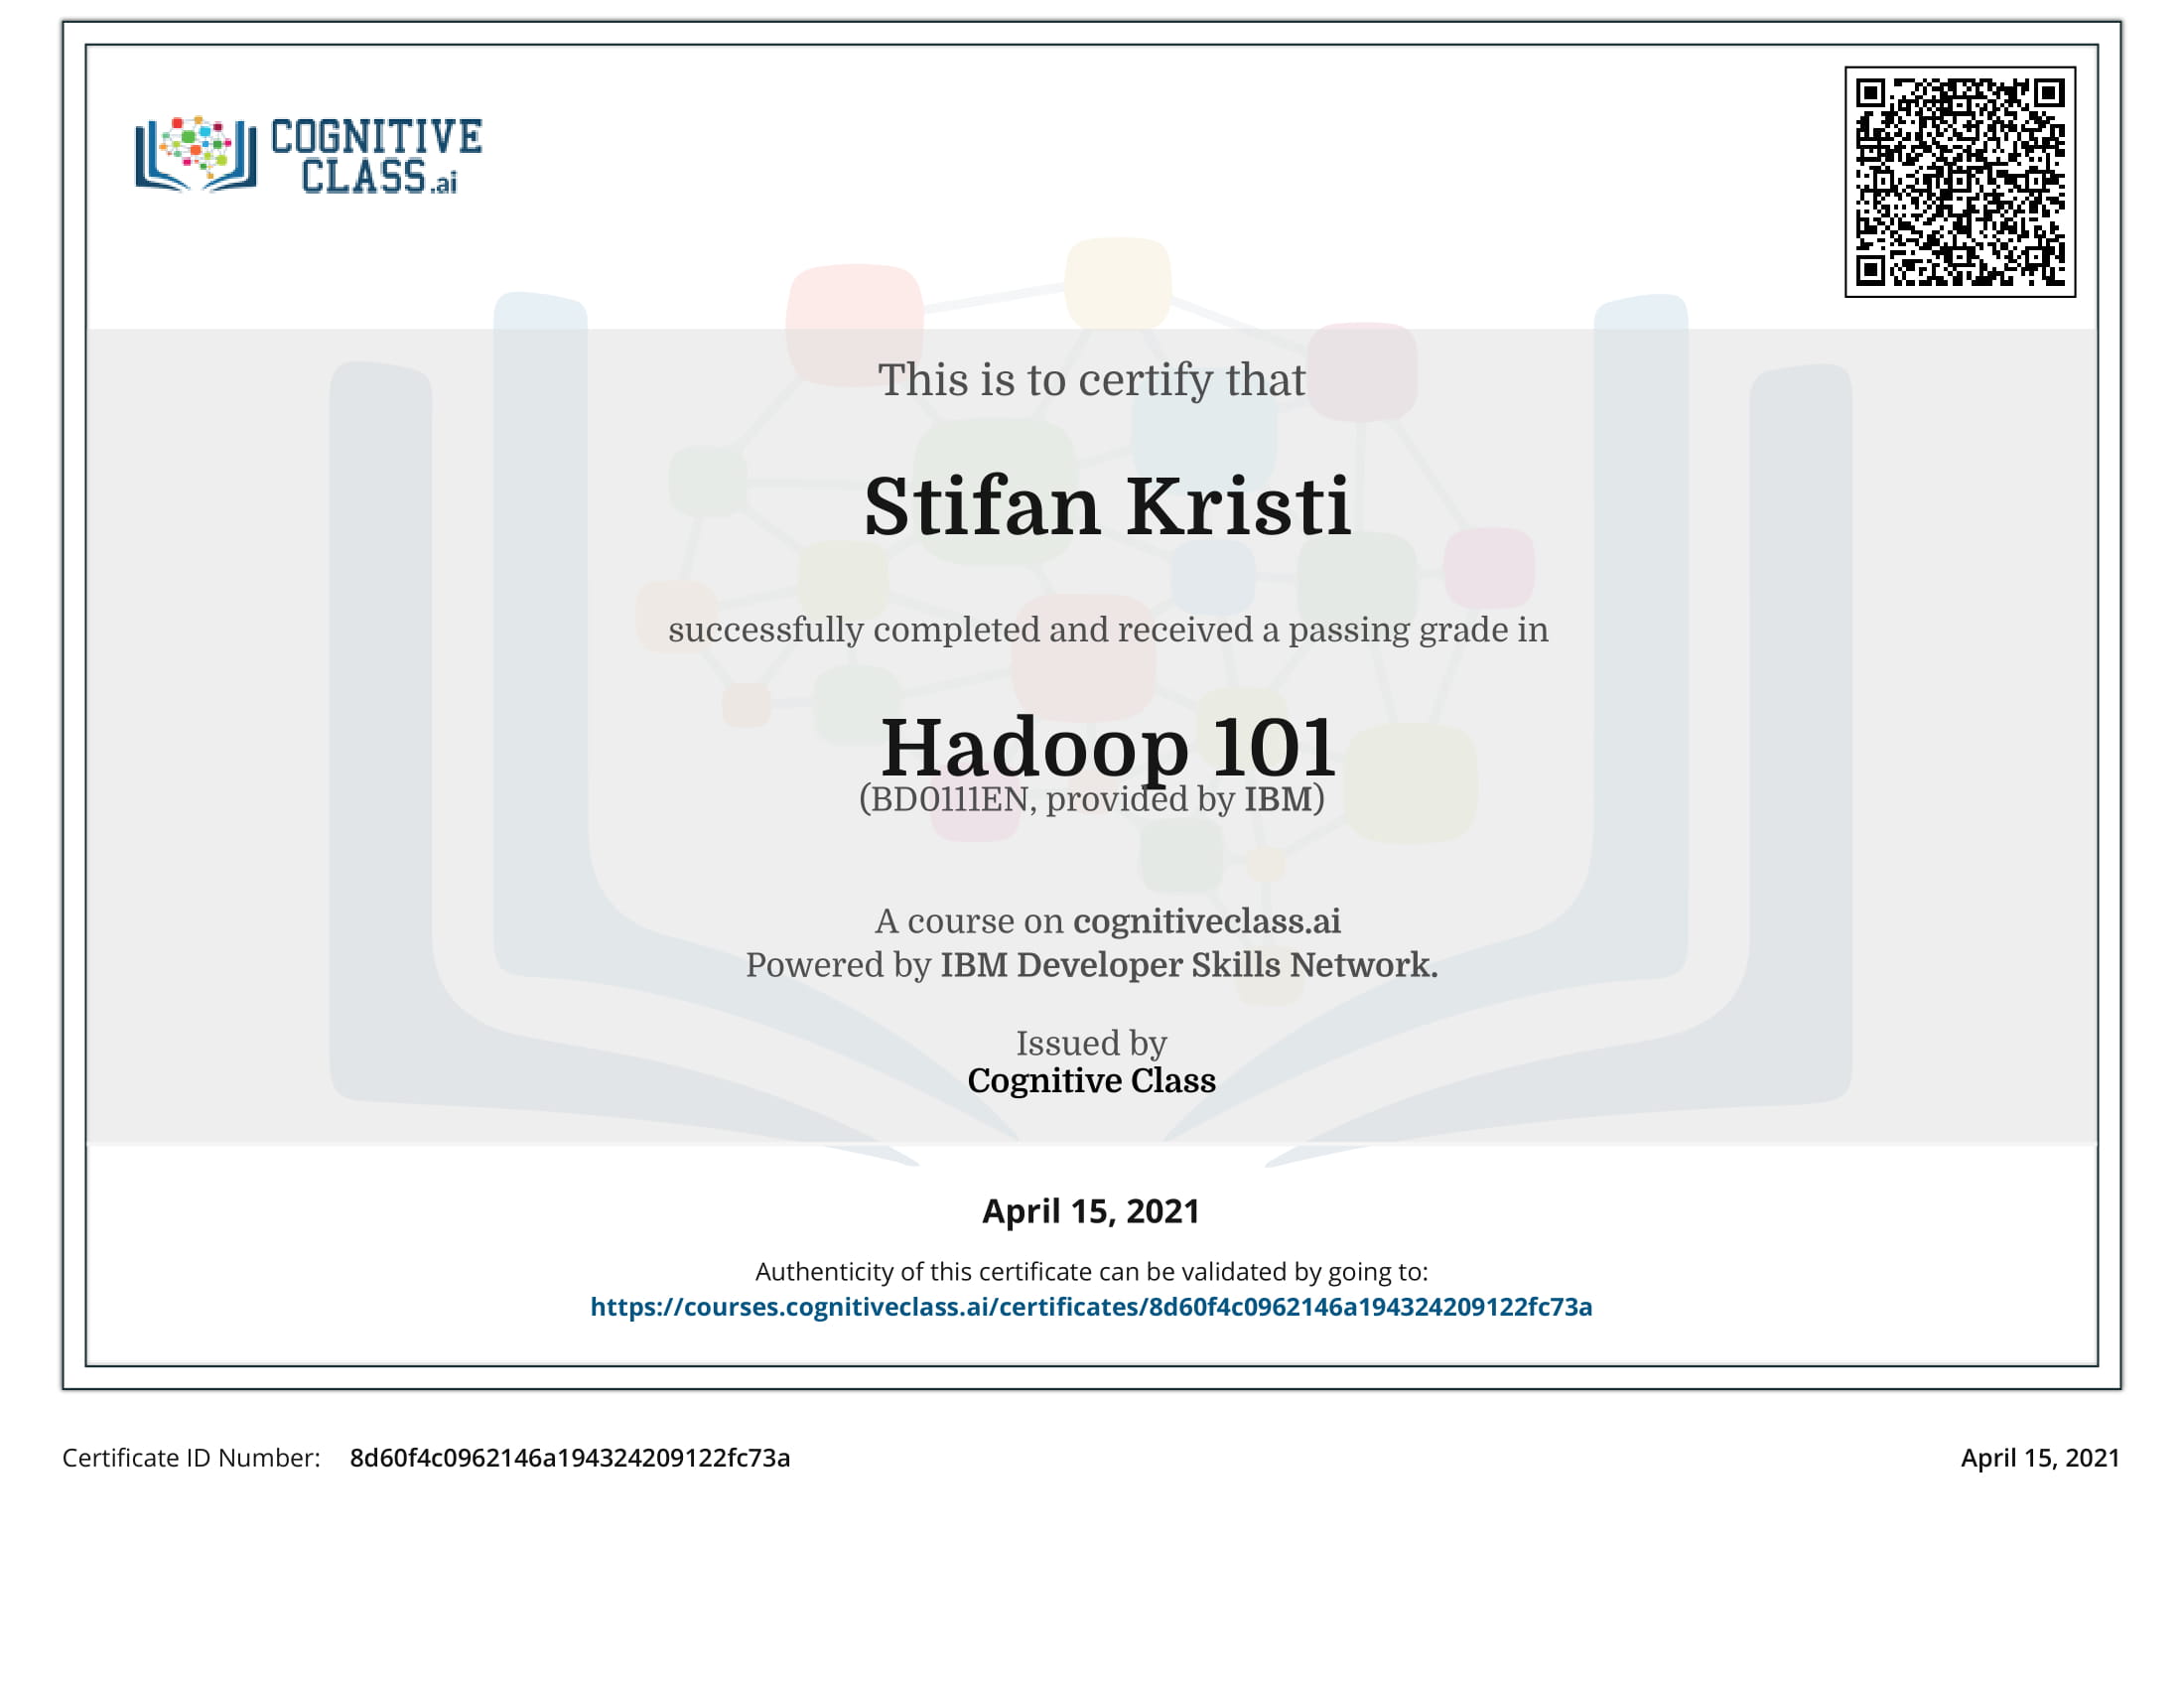 COGNITIVE
CLASS.ai
This is to certify that
Stifan Kristi
successfully completed and received a passing grade in
Hadoop 101
(BD0111EN, provided by IBM)
A course on cognitiveclass.ai
Powered by IBM Developer Skills Network.
Issued by
Cognitive Class
April 15, 2021
Authenticity of this certificate can be validated by going to:
https://courses.cognitiveclass.ai/certificates/8d60f4c0962146a194324209122fc73a
Certificate ID Number: 8d60f4c0962146a194324209122fc73a
April 15, 2021